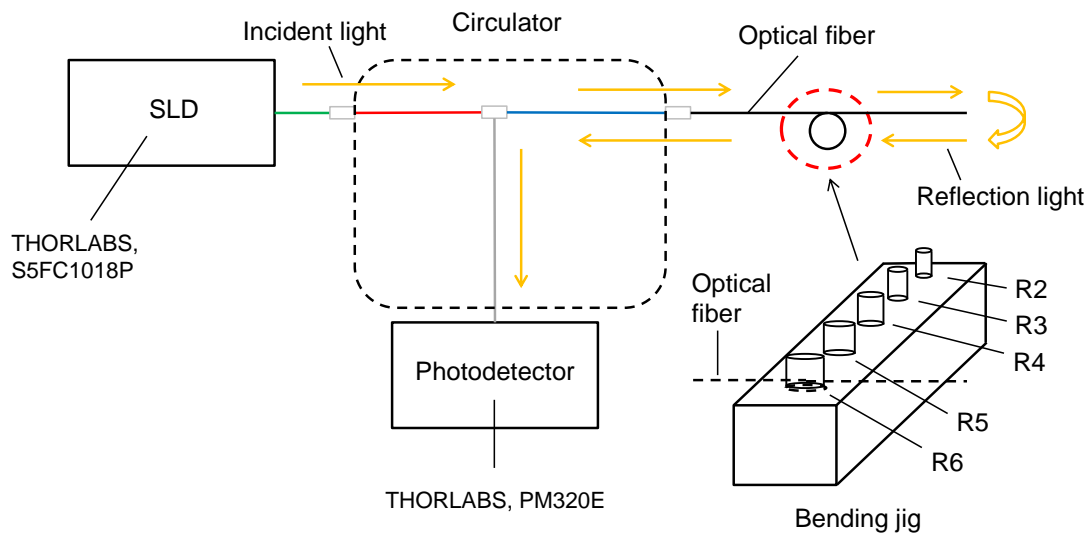 Incident light
Circulator
Optical fiber
SLD
Reflection light
THORLABS,
S5FC1018P
Optical
fiber
R2
R3
R4
Photodetector
R5
R6
THORLABS, PM320E
Bending jig